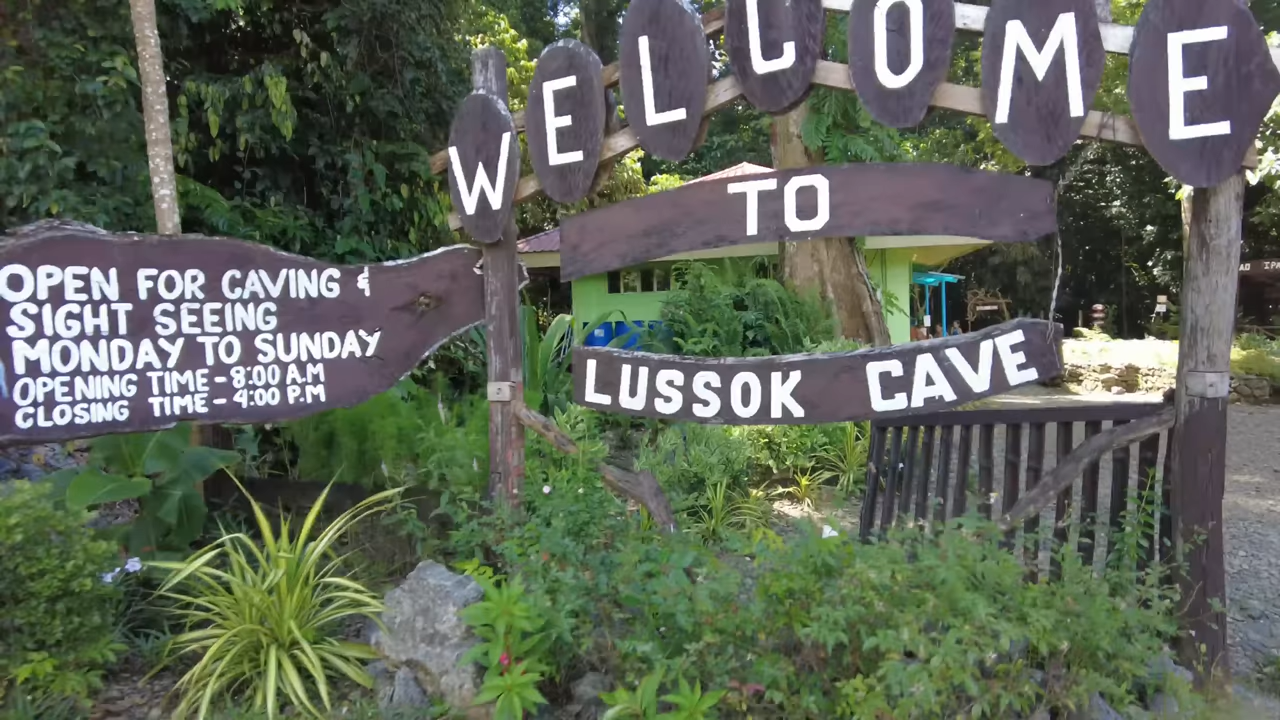 WELCOME
TO
LUSSOK CAVE
OPEN FOR CAVING &
SIGHT SEEING
MONDAY TO SUNDAY
OPENING TIME - 8:00 A.M
CLOSING TIME - 4:00 P.M